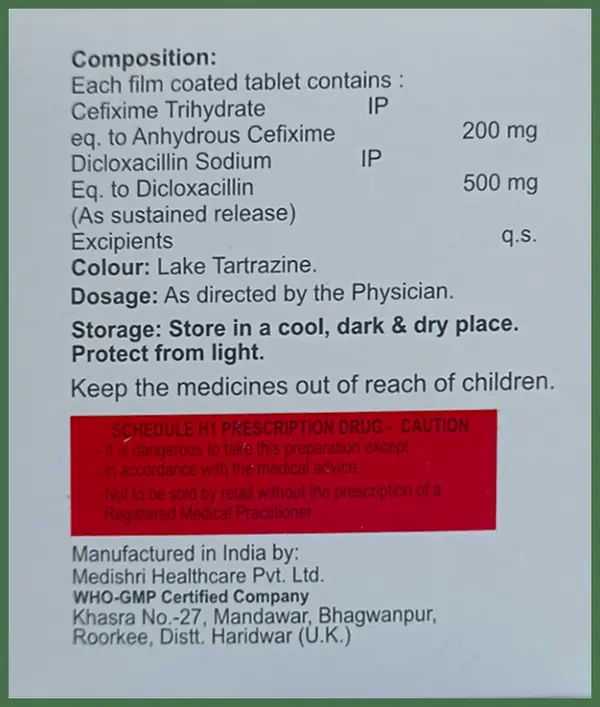 Composition:
Each film coated tablet contains :
Cefixime Trihydrate IP
eq. to Anhydrous Cefixime 200 mg
Dicloxacillin Sodium IP
Eq. to Dicloxacillin 500 mg
(As sustained release)
Excipients q.s.
Colour: Lake Tartrazine.
Dosage: As directed by the Physician.
Storage: Store in a cool, dark & dry place.
Protect from light.
Keep the medicines out of reach of children.
SCHEDULE H1 PRESCRIPTION DRUG - CAUTION
- It is dangerous to take this preparation except
in accordance with the medical advice
Not to be sold by retail without the prescription of a
Registered Medical Practitioner
Manufactured in India by:
Medishri Healthcare Pvt. Ltd.
WHO-GMP Certified Company
Khasra No.-27, Mandawar, Bhagwanpur,
Roorkee, Distt. Haridwar (U.K.)